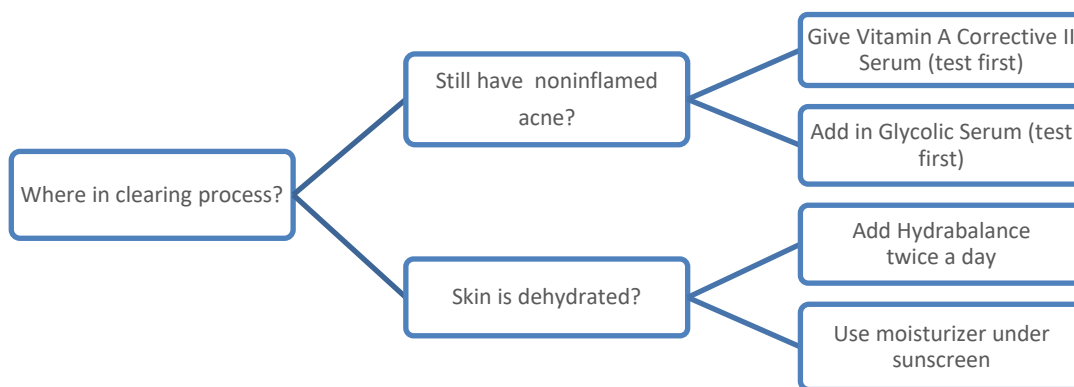 Give Vitamin A Corrective II
Serum (test first)
Still have noninflamed
acne?
Add in Glycolic Serum (test
first)
Where in clearing process?
Add Hydrabalance
twice a day
Skin is dehydrated?
Use moisturizer under
sunscreen